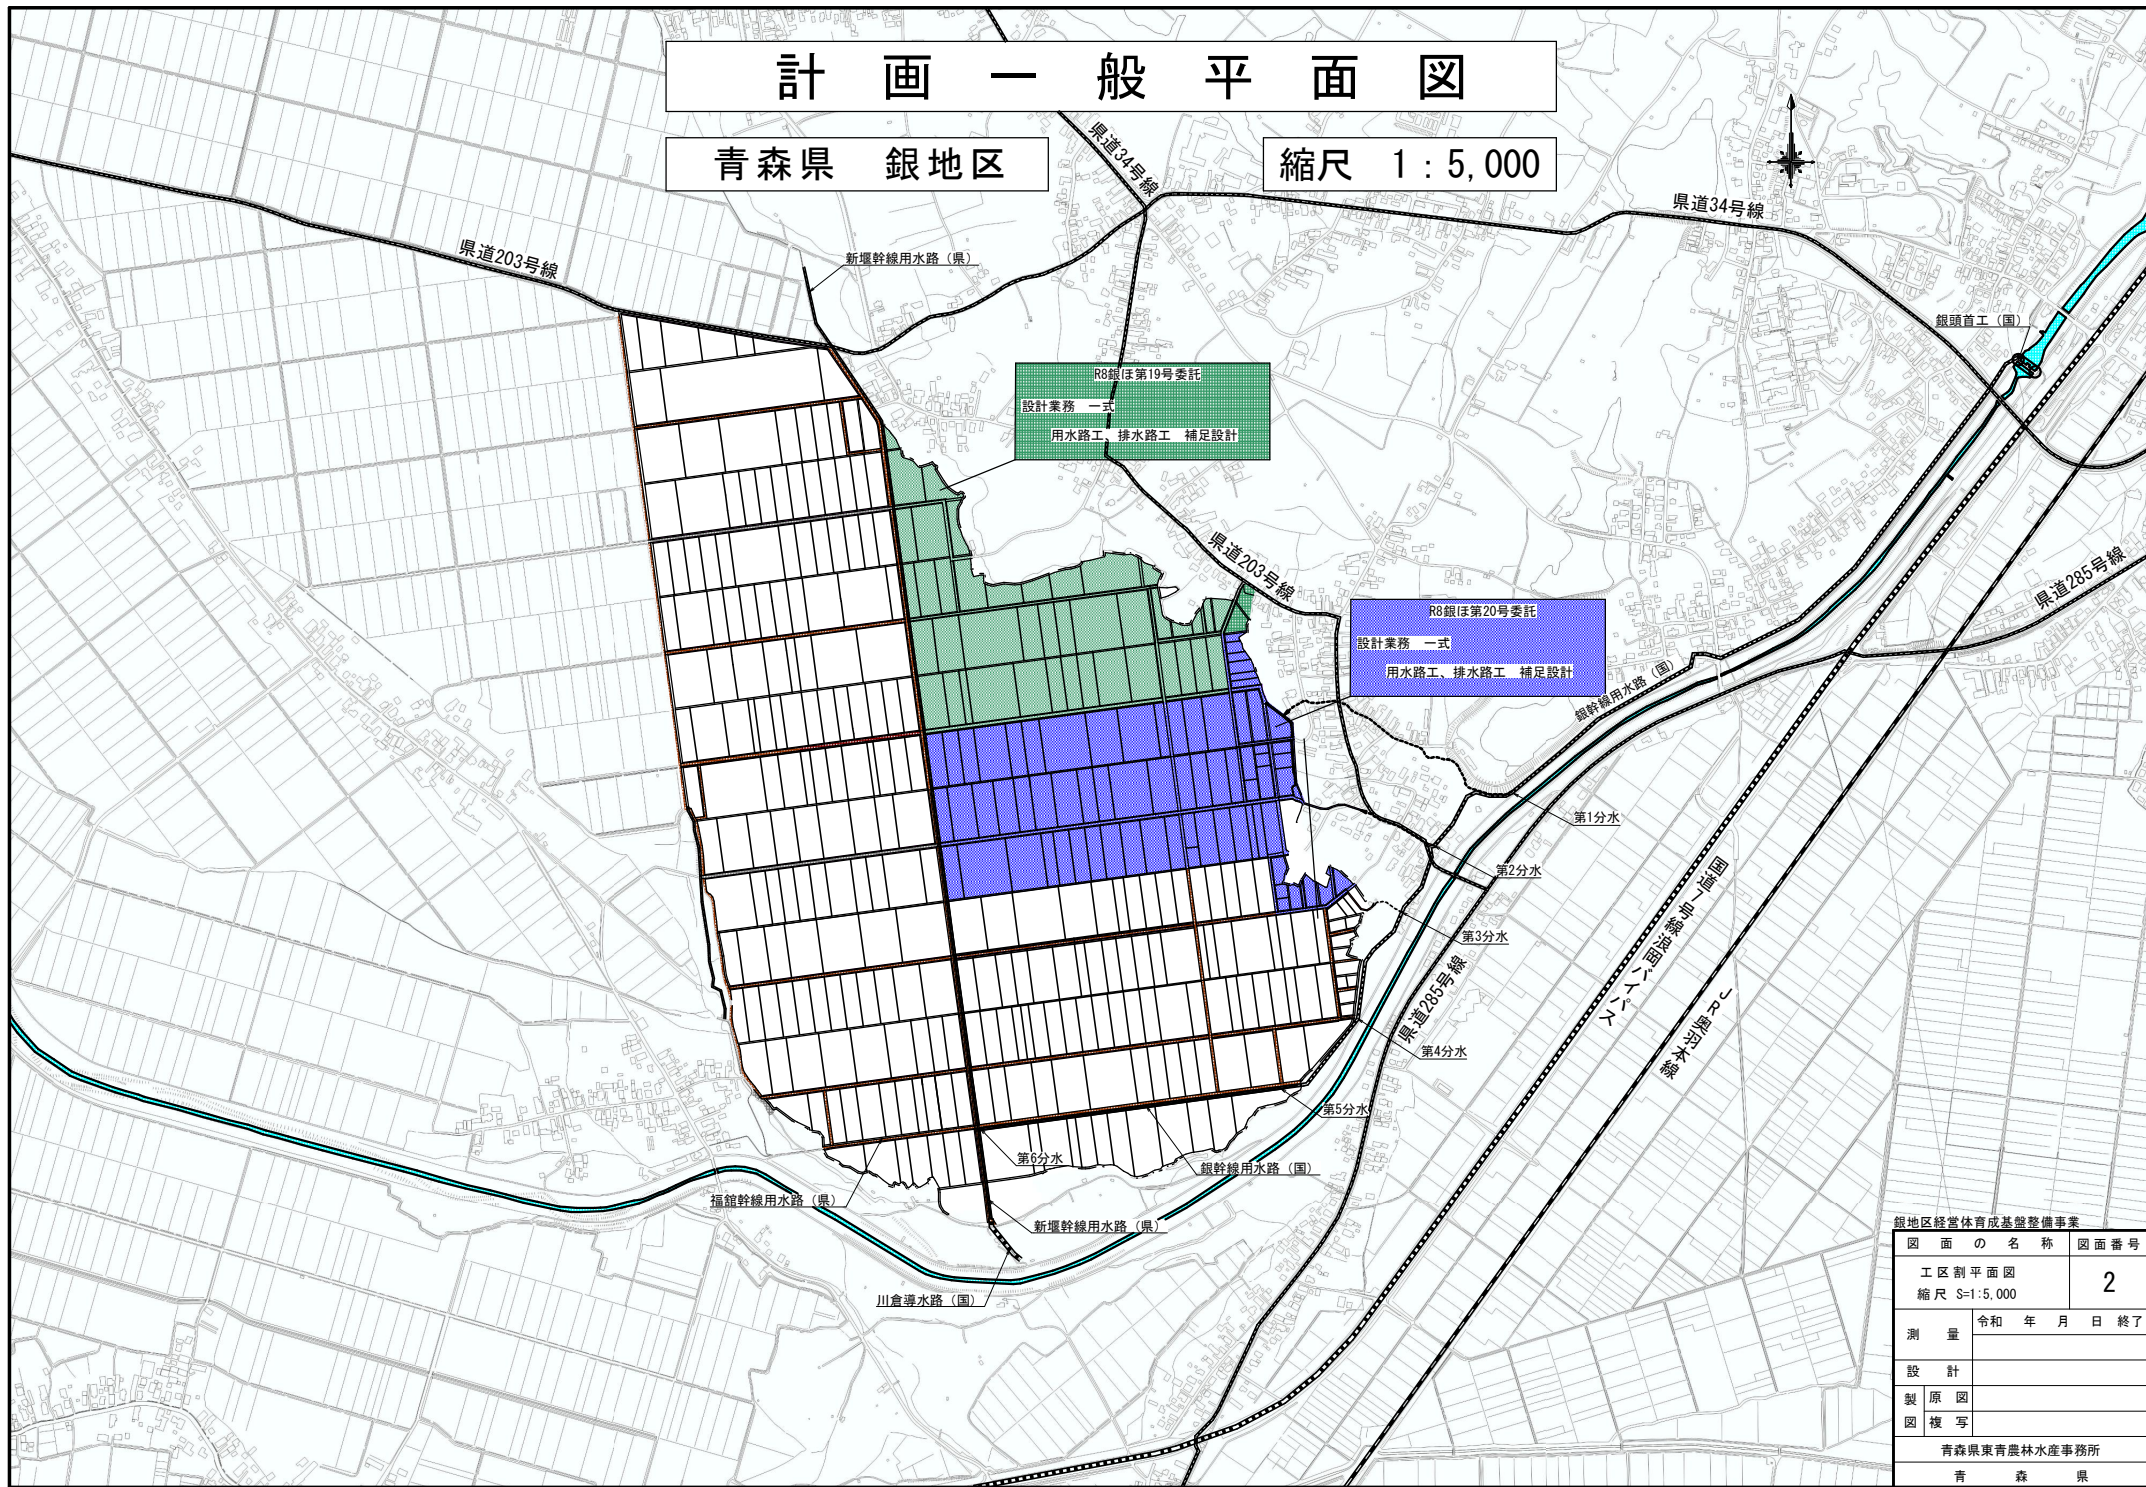 計画一般平面図
青森県　銀地区
縮尺　1：5,000
県道34号線
県道34号線
県道203号線
新堰幹線用水路（県）
銀頭首工（国）
R8銀ほ第19号委託
設計業務　一式
用水路工、排水路工　補足設計
県道203号線
県道285号線
R8銀ほ第20号委託
設計業務　一式
用水路工、排水路工　補足設計
銀幹線用水路（国）
第1分水
第2分水
国道7号線浪岡バイパス
第3分水
県道285号線
JR奥羽本線
第4分水
第5分水
第6分水
銀幹線用水路（国）
福舘幹線用水路（県）
新堰幹線用水路（県）
川倉導水路（国）
銀地区経営体育成基盤整備事業
図面の名称　図面番号
工区割平面図
縮尺 S=1:5,000
2
測量　令和　年　月　日　終了
設計
製図　原図
複写
青森県東青農林水産事務所
青森県